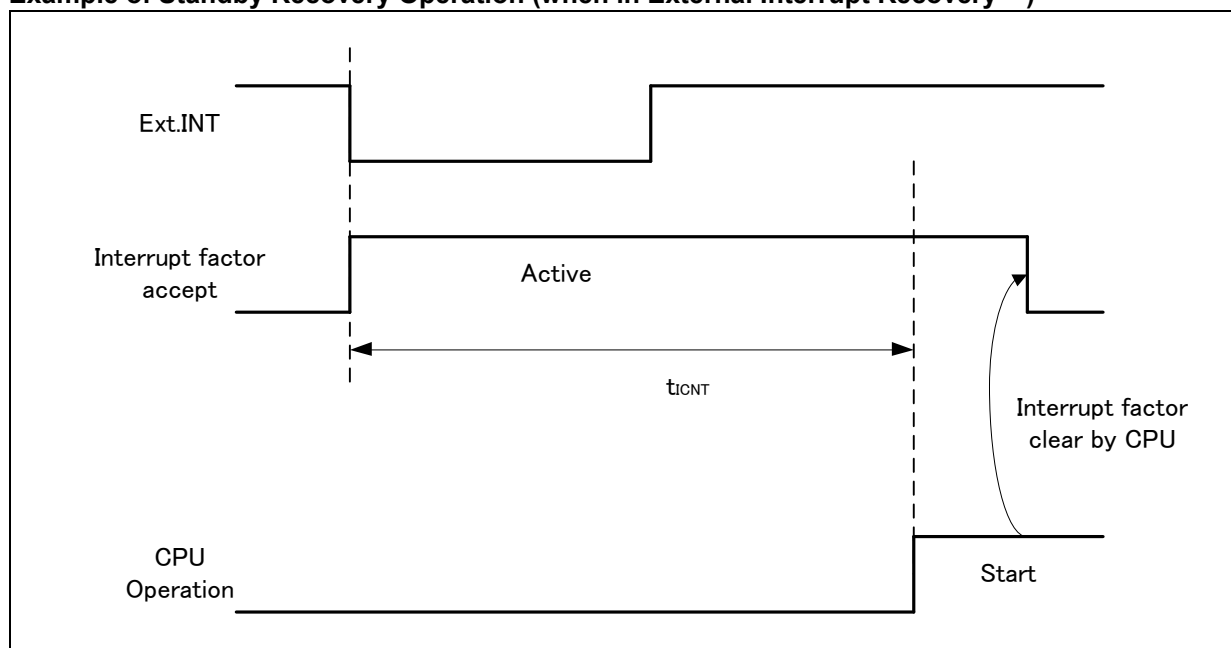 Example of Standby Recovery Operation (when in External Interrupt Recovery
Ext.INT
Interrupt factor
accept
Active
tICNT
Interrupt factor
clear by CPU
CPU
Operation
Start